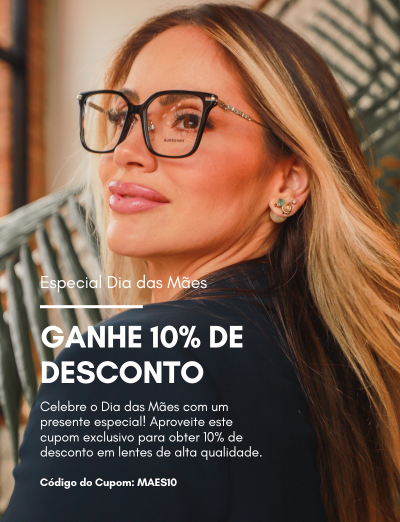 BURBERRY
Especial Dia das Mães
GANHE 10% DE
DESCONTO
Celebre o Dia das Mães com um
presente especial! Aproveite este
cupom exclusivo para obter 10% de
desconto em lentes de alta qualidade.
Código do Cupom: MAES10